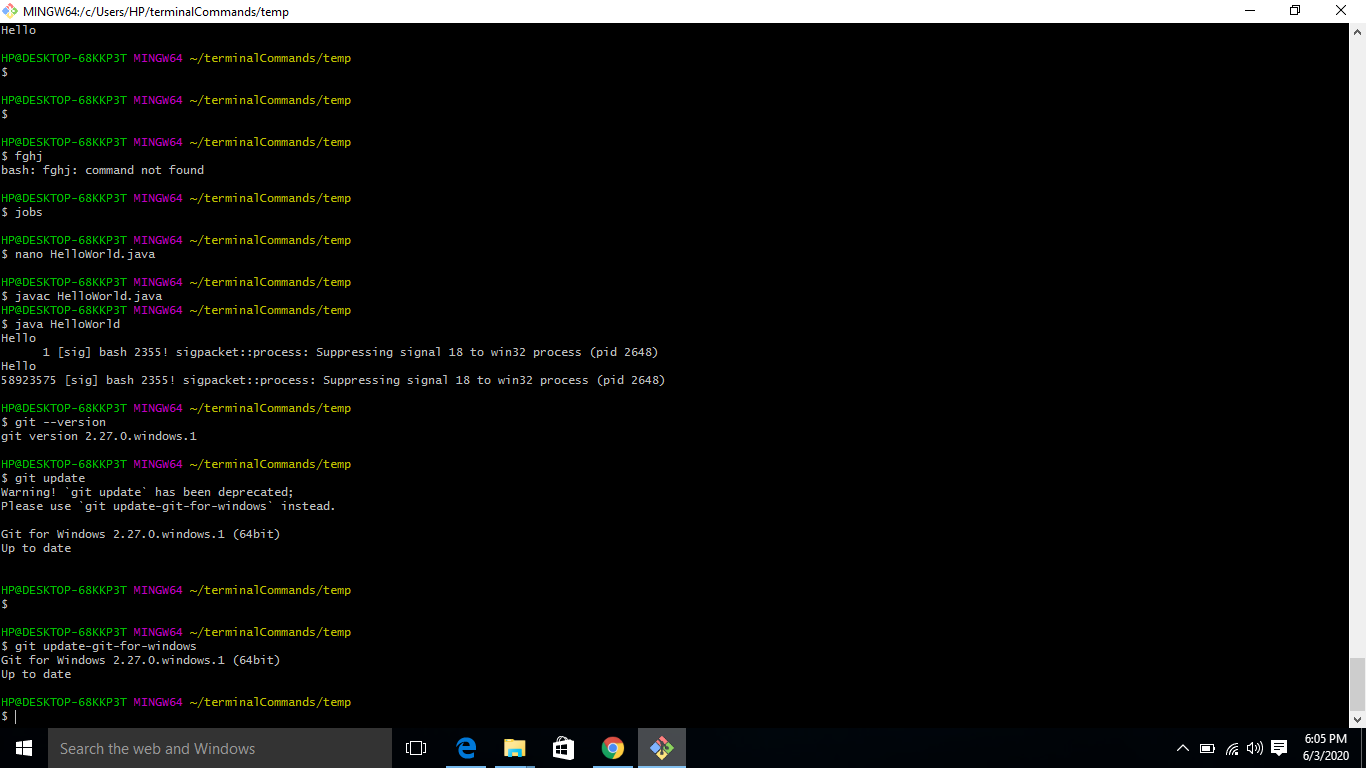 MINGW64:/c/Users/HP/terminalCommands/temp
Hello
HP@DESKTOP-68KKP3T MINGW64 ~/terminalCommands/temp
$
HP@DESKTOP-68KKP3T MINGW64 ~/terminalCommands/temp
$
HP@DESKTOP-68KKP3T MINGW64 ~/terminalCommands/temp
$ fghj
bash: fghj: command not found
HP@DESKTOP-68KKP3T MINGW64 ~/terminalCommands/temp
$ jobs
HP@DESKTOP-68KKP3T MINGW64 ~/terminalCommands/temp
$ nano HelloWorld.java
HP@DESKTOP-68KKP3T MINGW64 ~/terminalCommands/temp
$ javac HelloWorld.java
HP@DESKTOP-68KKP3T MINGW64 ~/terminalCommands/temp
$ java HelloWorld
Hello
1 [sig] bash 2355! sigpacket::process: Suppressing signal 18 to win32 process (pid 2648)
Hello
58923575 [sig] bash 2355! sigpacket::process: Suppressing signal 18 to win32 process (pid 2648)
HP@DESKTOP-68KKP3T MINGW64 ~/terminalCommands/temp
$ git --version
git version 2.27.0.windows.1
HP@DESKTOP-68KKP3T MINGW64 ~/terminalCommands/temp
$ git update
Warning! `git update` has been deprecated;
Please use `git update-git-for-windows` instead.
Git for Windows 2.27.0.windows.1 (64bit)
Up to date
HP@DESKTOP-68KKP3T MINGW64 ~/terminalCommands/temp
$
HP@DESKTOP-68KKP3T MINGW64 ~/terminalCommands/temp
$ git update-git-for-windows
Git for Windows 2.27.0.windows.1 (64bit)
Up to date
HP@DESKTOP-68KKP3T MINGW64 ~/terminalCommands/temp
$
Search the web and Windows
6:05 PM
6/3/2020